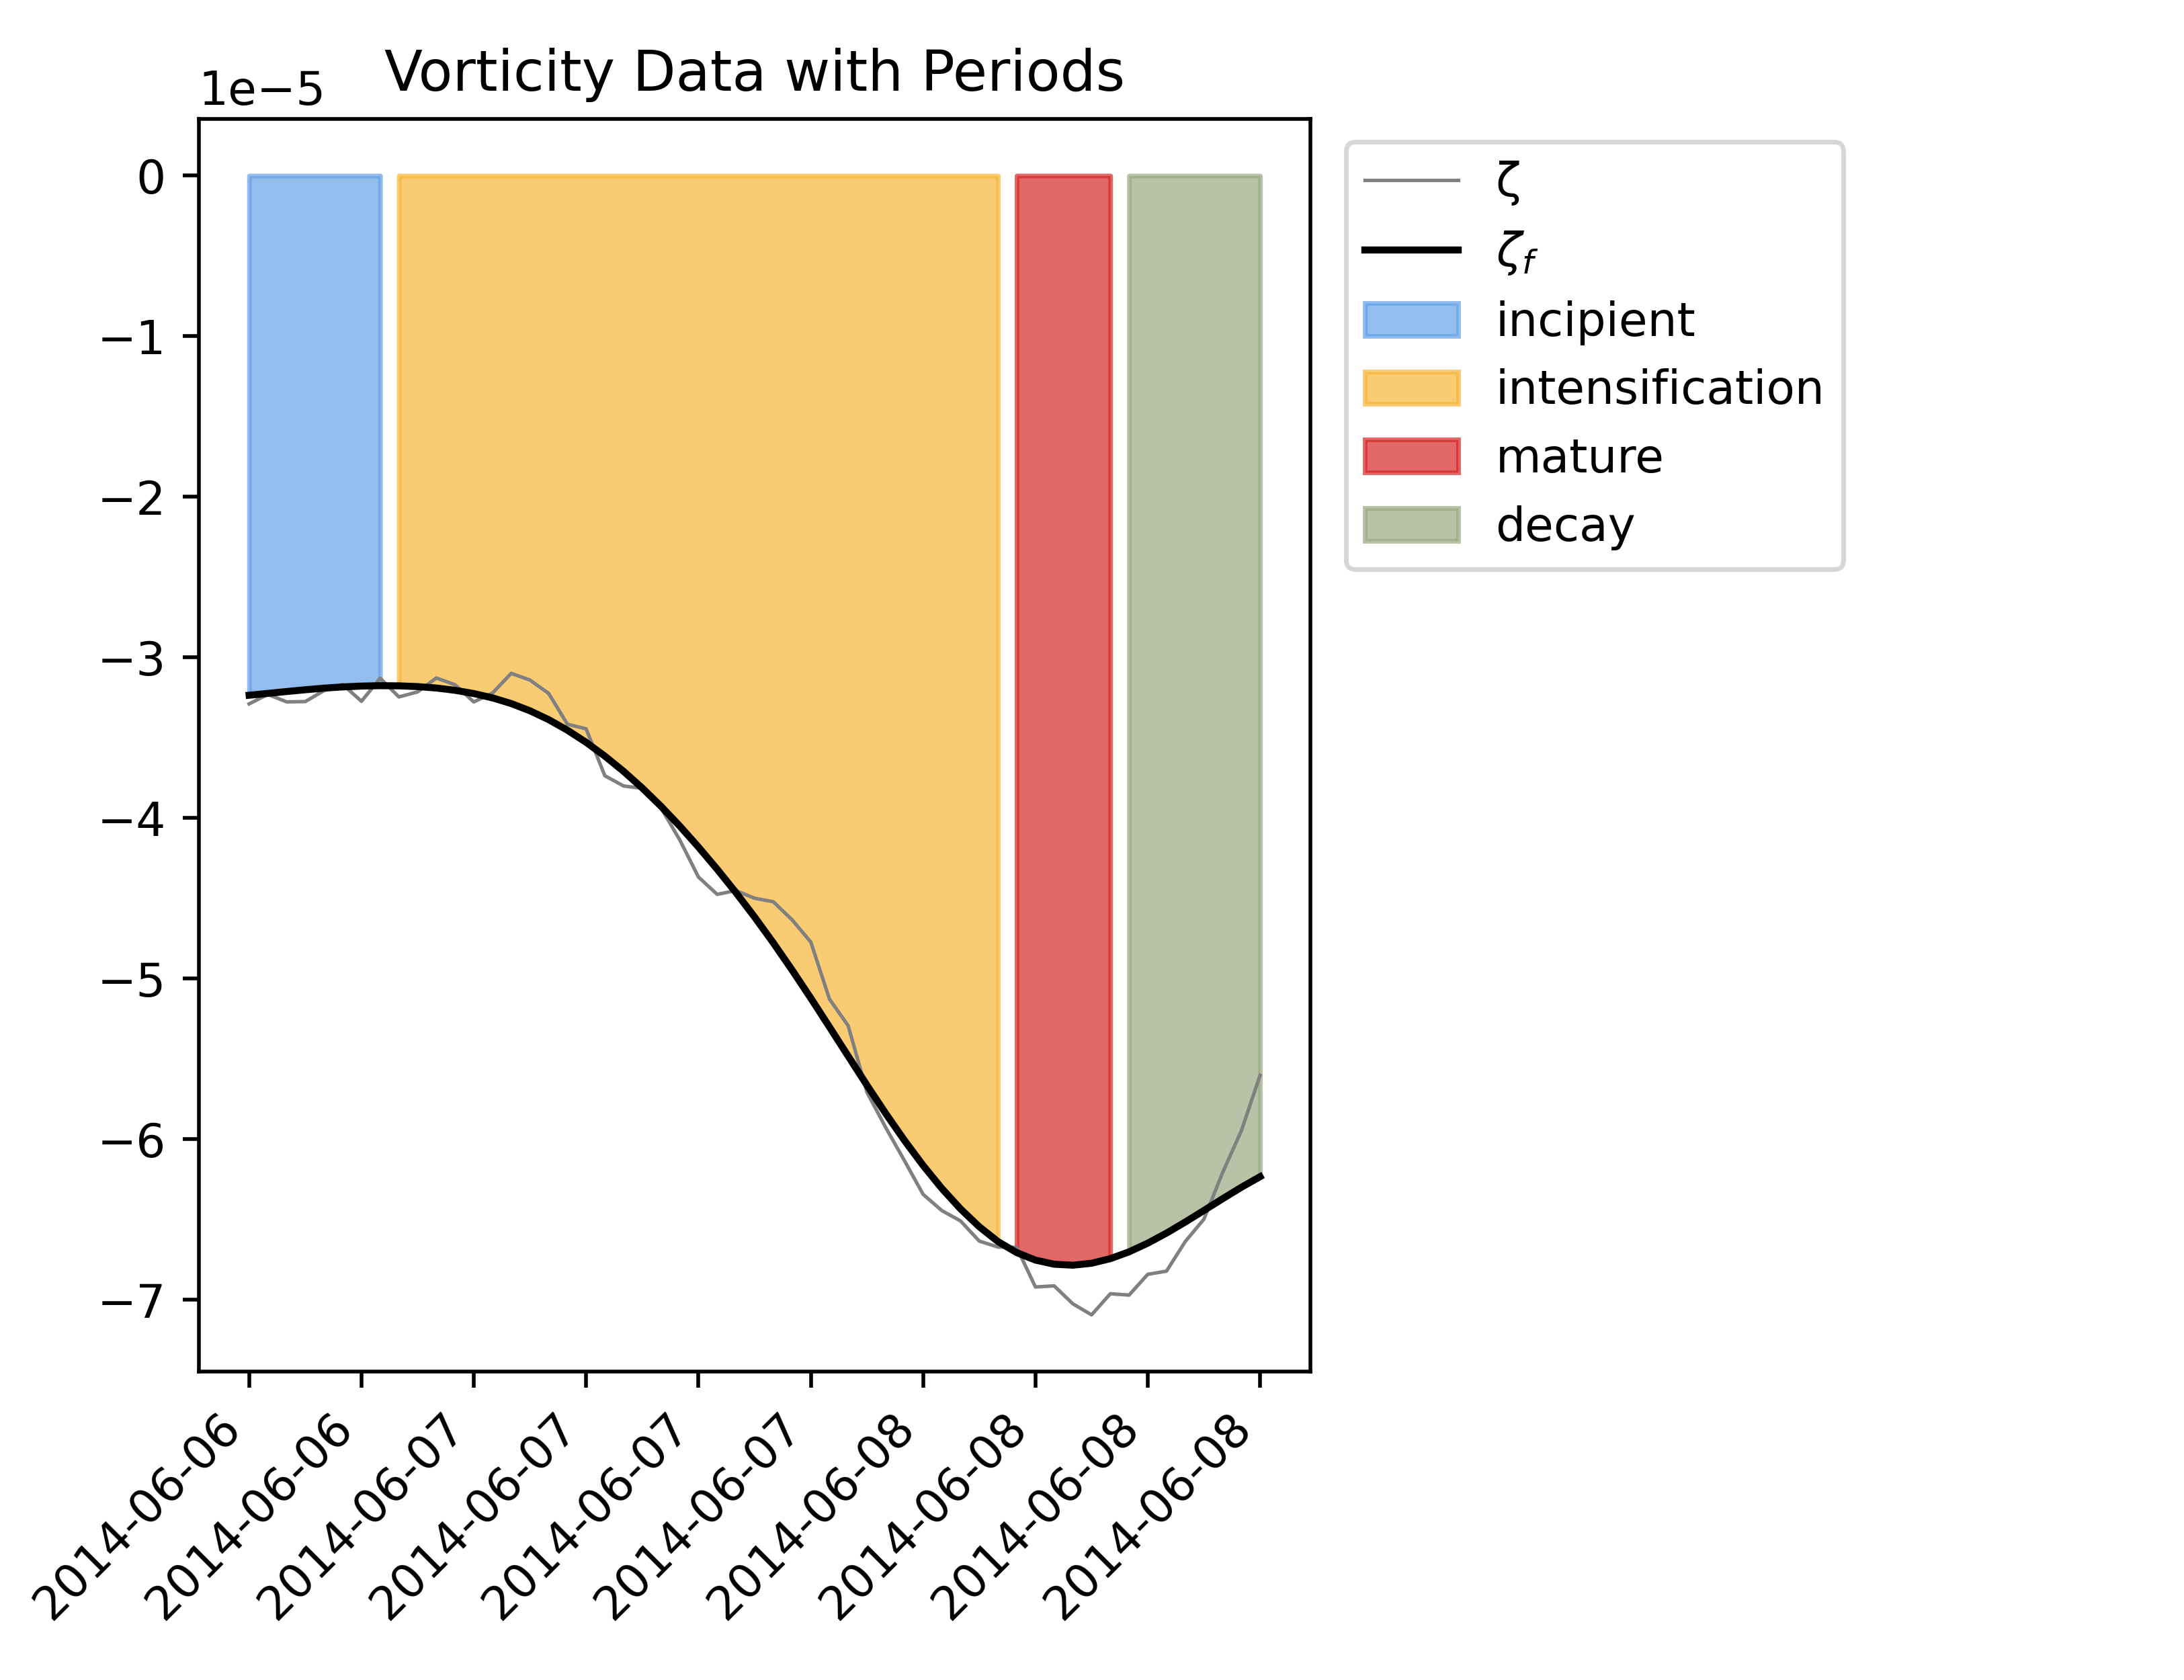 Vorticity Data with Periods
1e−5
0
−1
−2
−3
−4
−5
−6
−7
2014-06-06
2014-06-06
2014-06-07
2014-06-07
2014-06-07
2014-06-07
2014-06-08
2014-06-08
2014-06-08
2014-06-08
ζ
ζf
incipient
intensification
mature
decay